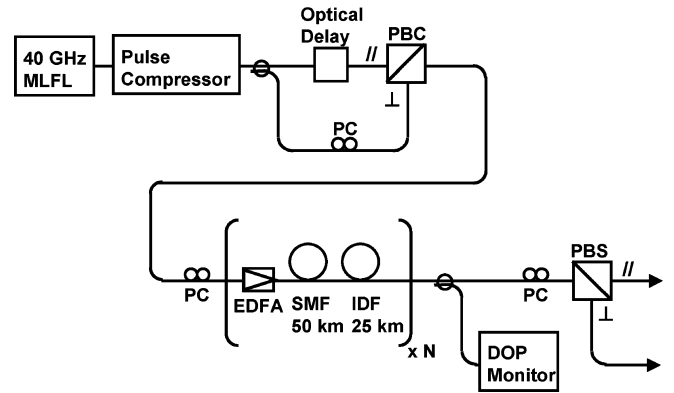 40 GHz
MLFL
Pulse
Compressor
Optical
Delay
//
PBC
⊥
PC
PC
EDFA
SMF
50 km
IDF
25 km
x N
DOP
Monitor
PC
PBS
//
⊥